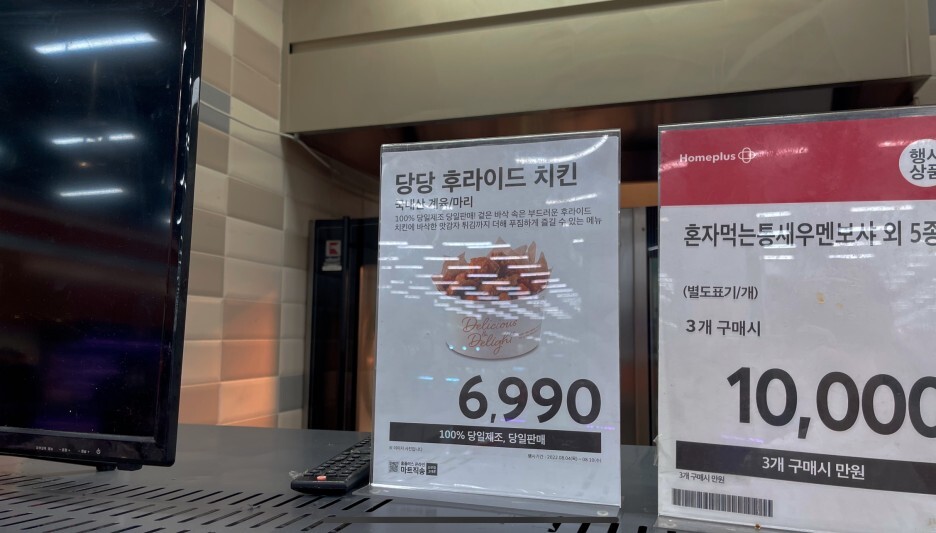 당당 후라이드 치킨
국내산 계육/마리
100% 당일제조 당일판매! 겉은 바삭 속은 부드러운 후라이드
치킨에 바삭한 맛감자 튀김까지 더해 푸짐하게 즐길 수 있는 메뉴
Delicious
Delight
6,990
100% 당일제조, 당일판매
마트직송
Homeplus
행사
상품
혼자먹는통새우멘보샤 외 5종
(별도표기/개)
3개 구매시
10,000
3개 구매시 만원
3개 구매시 만원